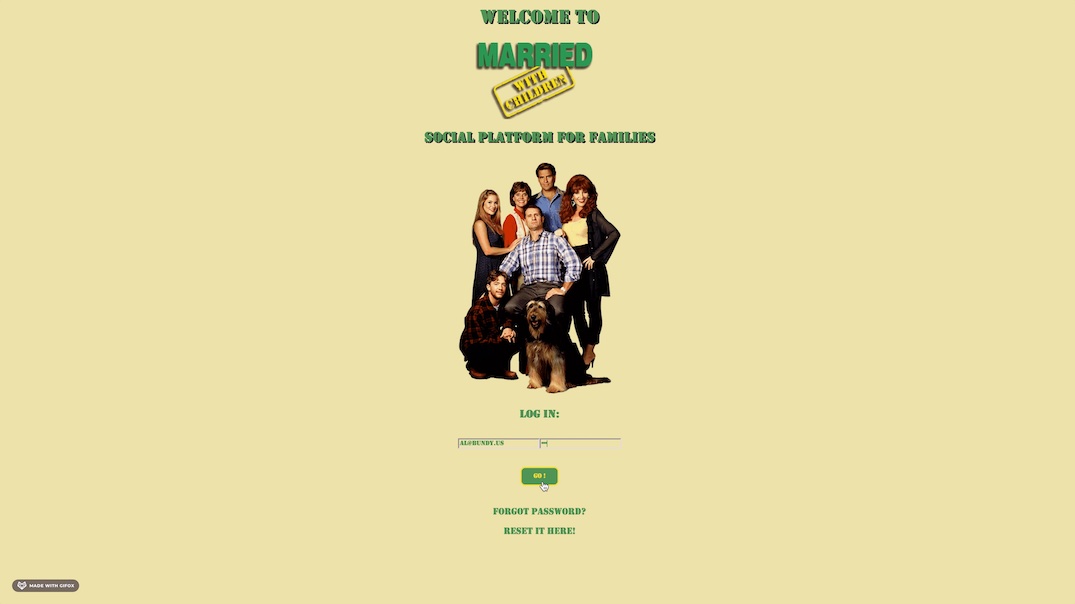 WELCOME TO
MARRIED
WITH
CHILDREN
SOCIAL PLATFORM FOR FAMILIES
LOG IN:
AL@BUNDY.US
GO !
FORGOT PASSWORD?
RESET IT HERE!
MADE WITH GIFOX